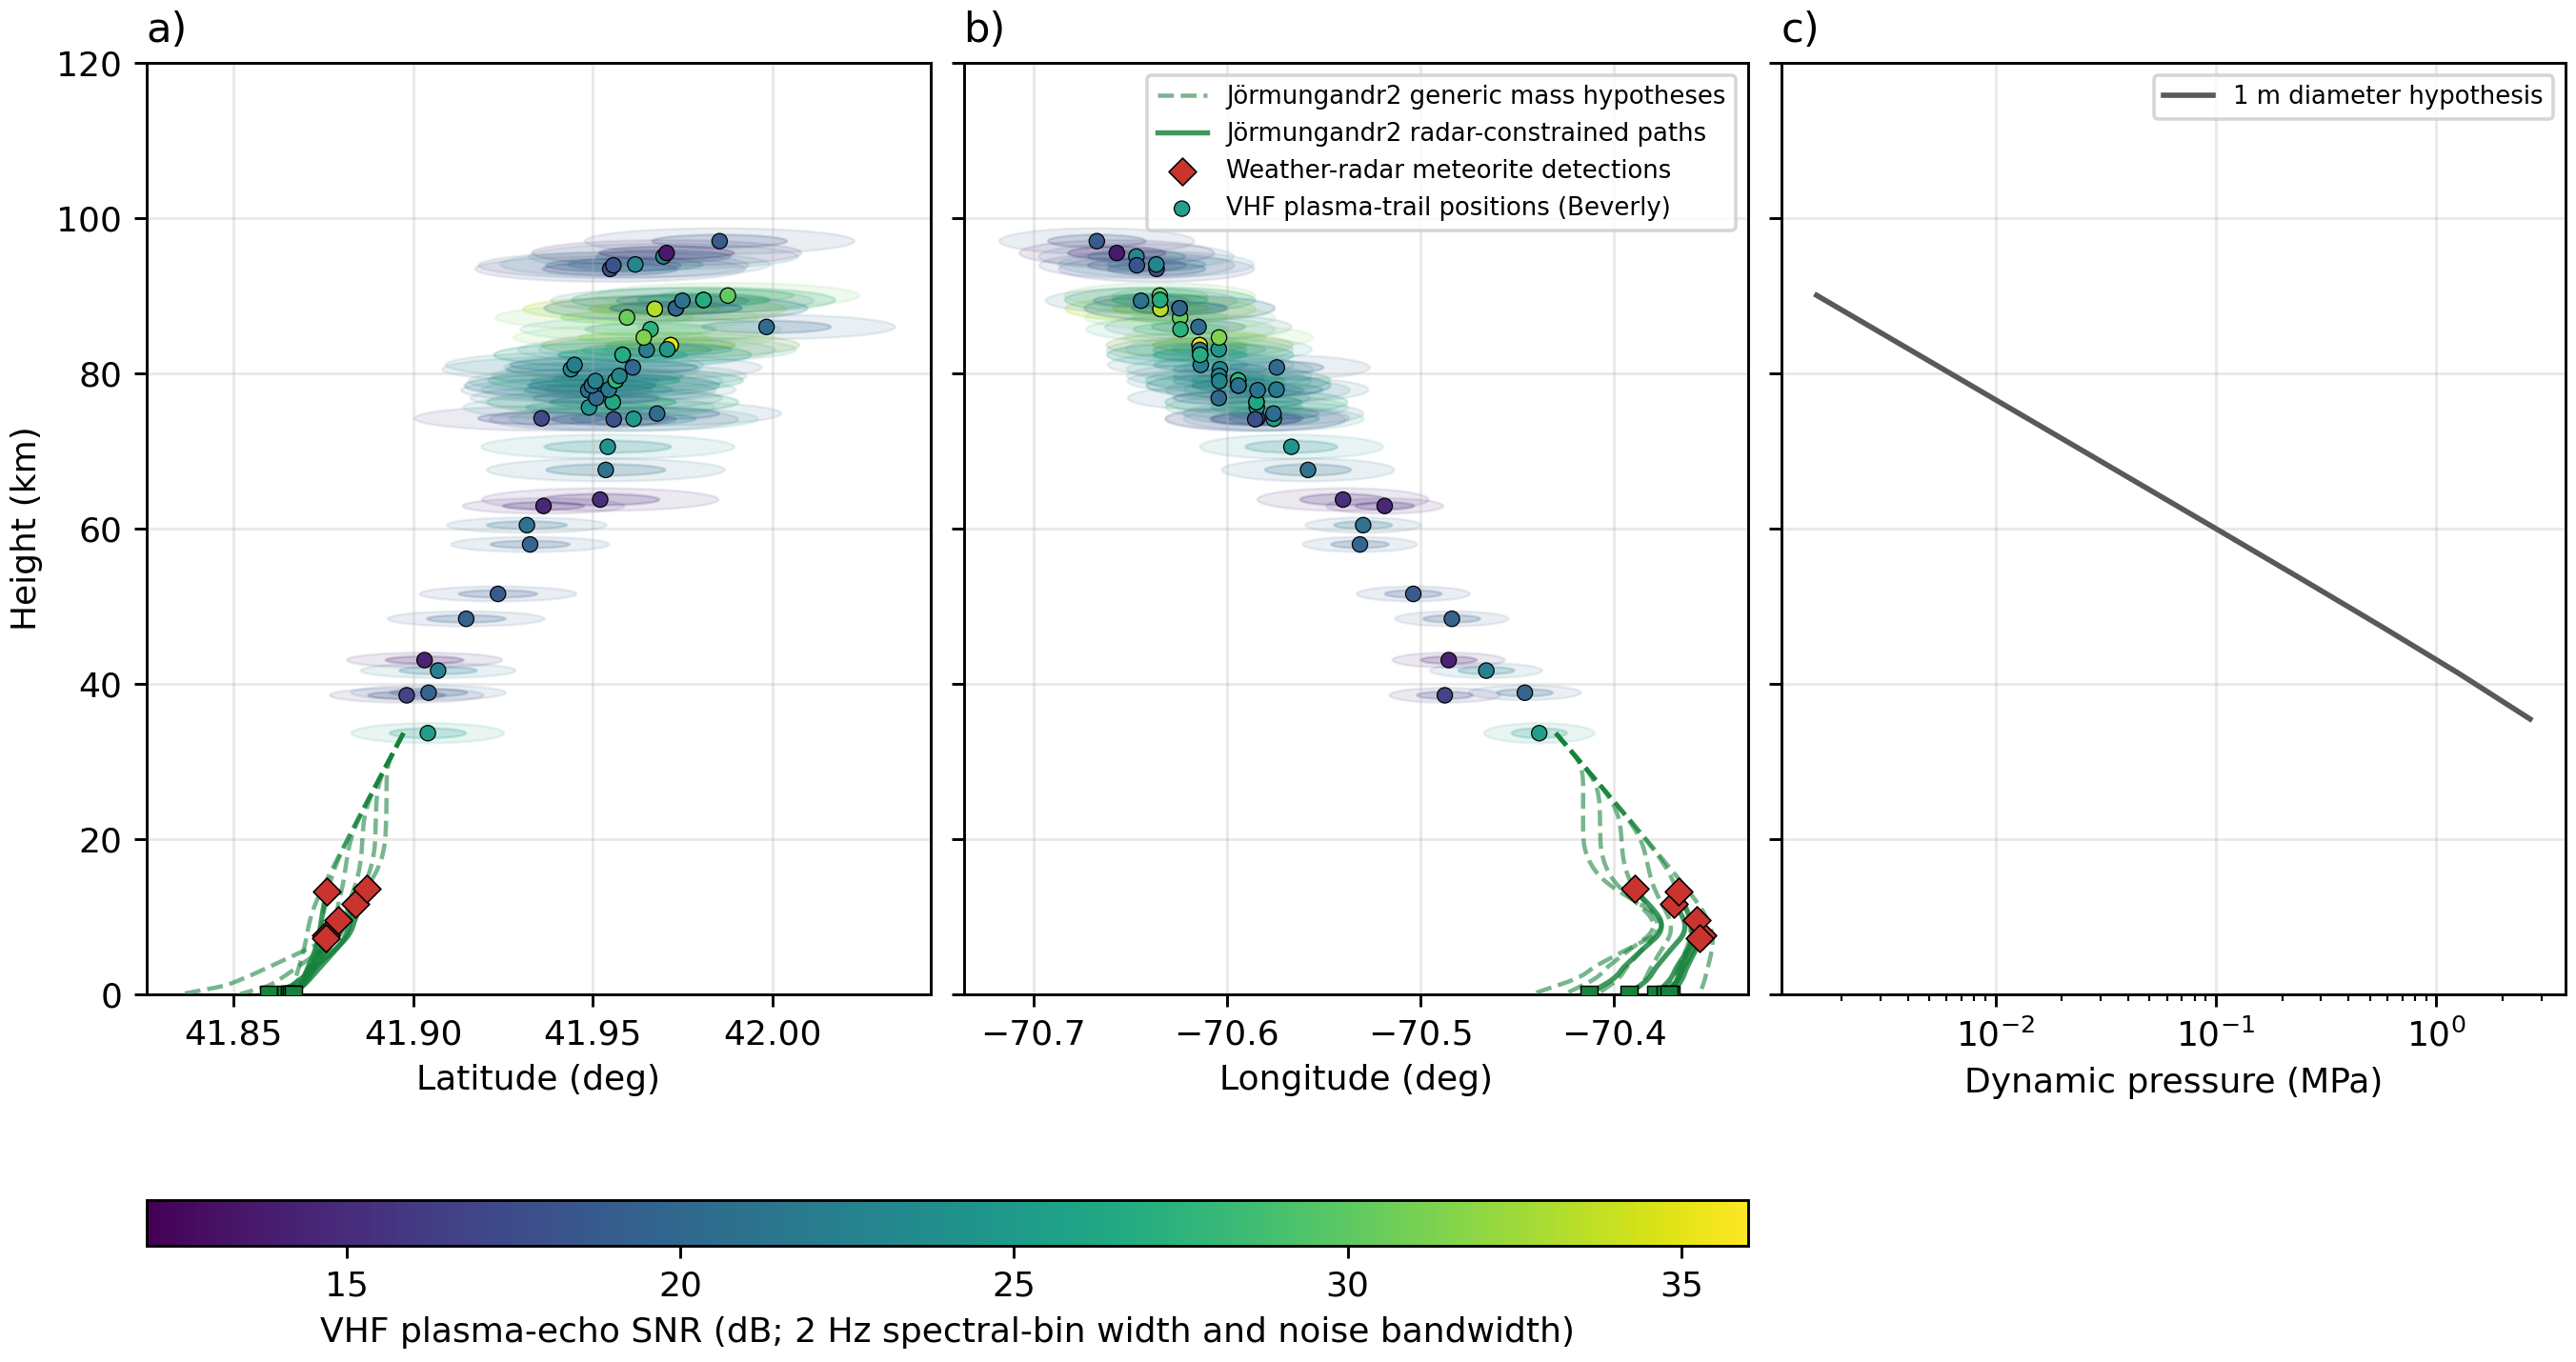 a)
b)
c)
120
100
80
60
40
20
0
Height (km)
Jörmungandr2 generic mass hypotheses
Jörmungandr2 radar-constrained paths
Weather-radar meteorite detections
VHF plasma-trail positions (Beverly)
1 m diameter hypothesis
41.85
41.90
41.95
42.00
Latitude (deg)
−70.7
−70.6
−70.5
−70.4
Longitude (deg)
10⁻²
10⁻¹
10⁰
Dynamic pressure (MPa)
15
20
25
30
35
VHF plasma-echo SNR (dB; 2 Hz spectral-bin width and noise bandwidth)